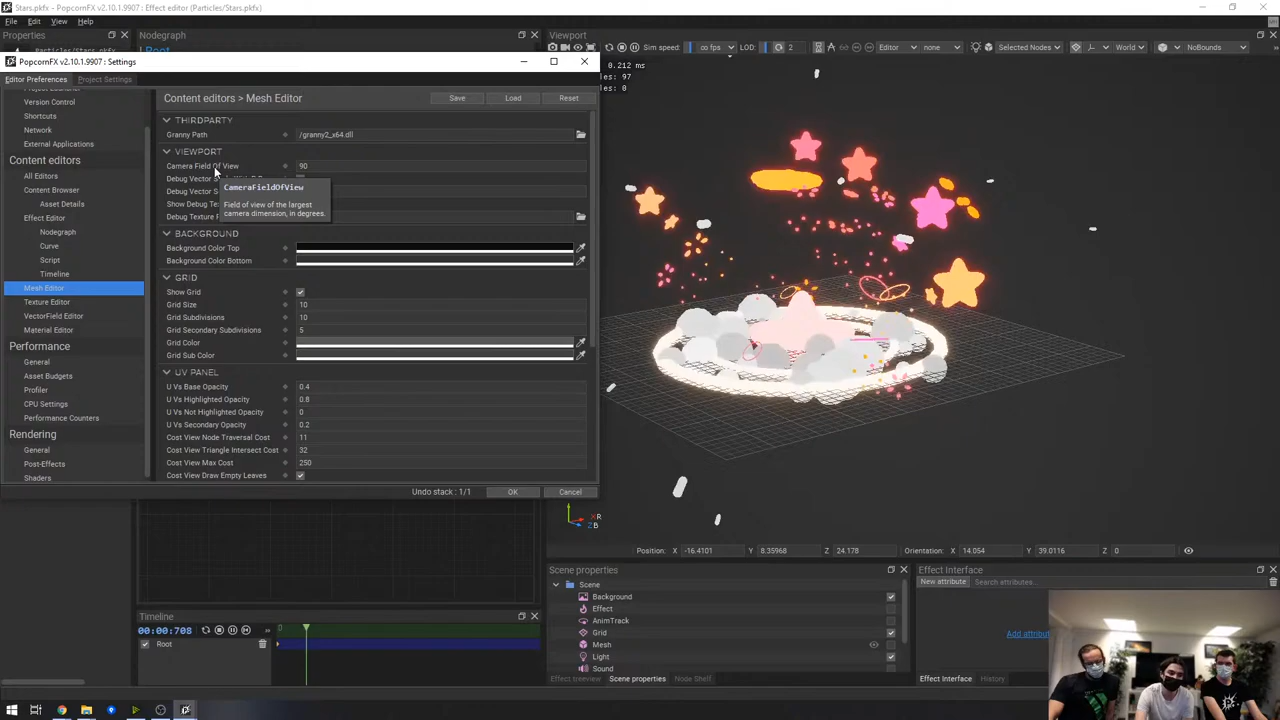 Stars.pkfx - PopcornFX v2.10.1.9907 : Effect editor (Particles/Stars.pkfx)
File Edit View Help
Properties
Nodegraph
Viewport
Particles/Stars.pkfx
Root
Sim speed: ∞ fps LOD: 2 Editor none Selected Nodes World NoBounds
PopcornFX v2.10.1.9907 : Settings
0.212 ms
97
8
Editor Preferences Project Settings
Version Control
Shortcuts
Network
Message Validations
Content editors
All Editors
Content Browser
Asset Details
Effect Editor
Nodegraph
Curve
Script
Timeline
Mesh Editor
Texture Editor
VectorField Editor
Material Editor
Performance
General
Asset Budgets
Profiler
CPU Settings
Performance Counters
Rendering
General
Post-Effects
Shaders
Content editors > Mesh Editor Save Load Reset
THIRDPARTY
Granny Path /granny2_x64.dll
VIEWPORT
Camera Field Of View 90
Debug Vector
Debug Vector
Show Debug
Debug Texture
CameraFieldOfView
Field of view of the largest
camera dimension, in degrees.
BACKGROUND
Background Color Top
Background Color Bottom
GRID
Show Grid
Grid Size 10
Grid Subdivisions 10
Grid Secondary Subdivisions 5
Grid Color
Grid Sub Color
UV PANEL
U Vs Base Opacity 0.4
U Vs Highlighted Opacity 0.8
U Vs Not Highlighted Opacity 0
U Vs Secondary Opacity 0.2
Cost View Node Traversal Cost 11
Cost View Triangle Intersect Cost 32
Cost View Max Cost 250
Cost View Draw Empty Leaves
Undo stack : 1/1 OK Cancel
X R
Z B
Position: X -16.4101 Y 8.35968 Z 24.178 Orientation: X 14.054 Y 39.0116 Z 0
Scene properties
Scene
Background
Effect
AnimTrack
Grid
Mesh
Light
Sound
Effect treeview Scene properties Node Shelf
Effect Interface
New attribute Search attributes...
Add attribut
Effect Interface History
Timeline
00:00:708
0
Root